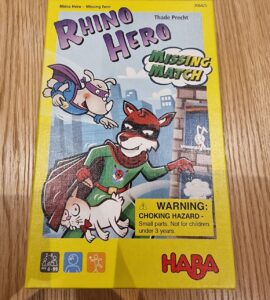 Rhino Hero - Missing Match
Thade Precht
RHINO
HERO
MISSING
MATCH
WARNING:
CHOKING HAZARD -
Small parts. Not for children
under 3 years.
HABA